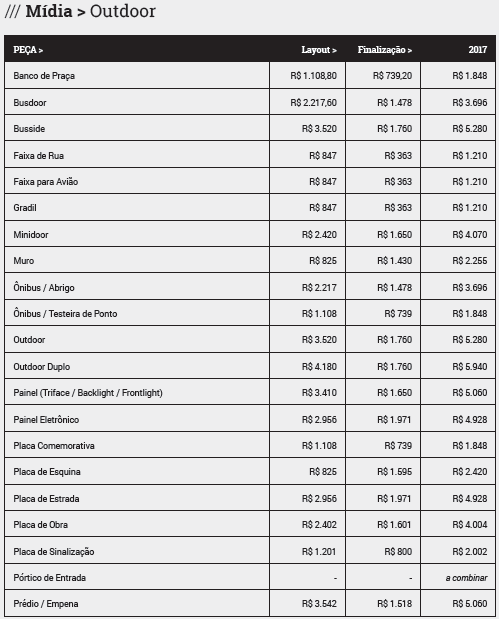 /// Mídia > Outdoor
PEÇA > Layout > Finalização > 2017
Banco de Praça R$ 1.108,80 R$ 739,20 R$ 1.848
Busdoor R$ 2.217,60 R$ 1.478 R$ 3.696
Busside R$ 3.520 R$ 1.760 R$ 5.280
Faixa de Rua R$ 847 R$ 363 R$ 1.210
Faixa para Avião R$ 847 R$ 363 R$ 1.210
Gradil R$ 847 R$ 363 R$ 1.210
Minidoor R$ 2.420 R$ 1.650 R$ 4.070
Muro R$ 825 R$ 1.430 R$ 2.255
Ônibus / Abrigo R$ 2.217 R$ 1.478 R$ 3.696
Ônibus / Testeira de Ponto R$ 1.108 R$ 739 R$ 1.848
Outdoor R$ 3.520 R$ 1.760 R$ 5.280
Outdoor Duplo R$ 4.180 R$ 1.760 R$ 5.940
Painel (Triface / Backlight / Frontlight) R$ 3.410 R$ 1.650 R$ 5.060
Painel Eletrônico R$ 2.956 R$ 1.971 R$ 4.928
Placa Comemorativa R$ 1.108 R$ 739 R$ 1.848
Placa de Esquina R$ 825 R$ 1.595 R$ 2.420
Placa de Estrada R$ 2.956 R$ 1.971 R$ 4.928
Placa de Obra R$ 2.402 R$ 1.601 R$ 4.004
Placa de Sinalização R$ 1.201 R$ 800 R$ 2.002
Pórtico de Entrada - - a combinar
Prédio / Empena R$ 3.542 R$ 1.518 R$ 5.060